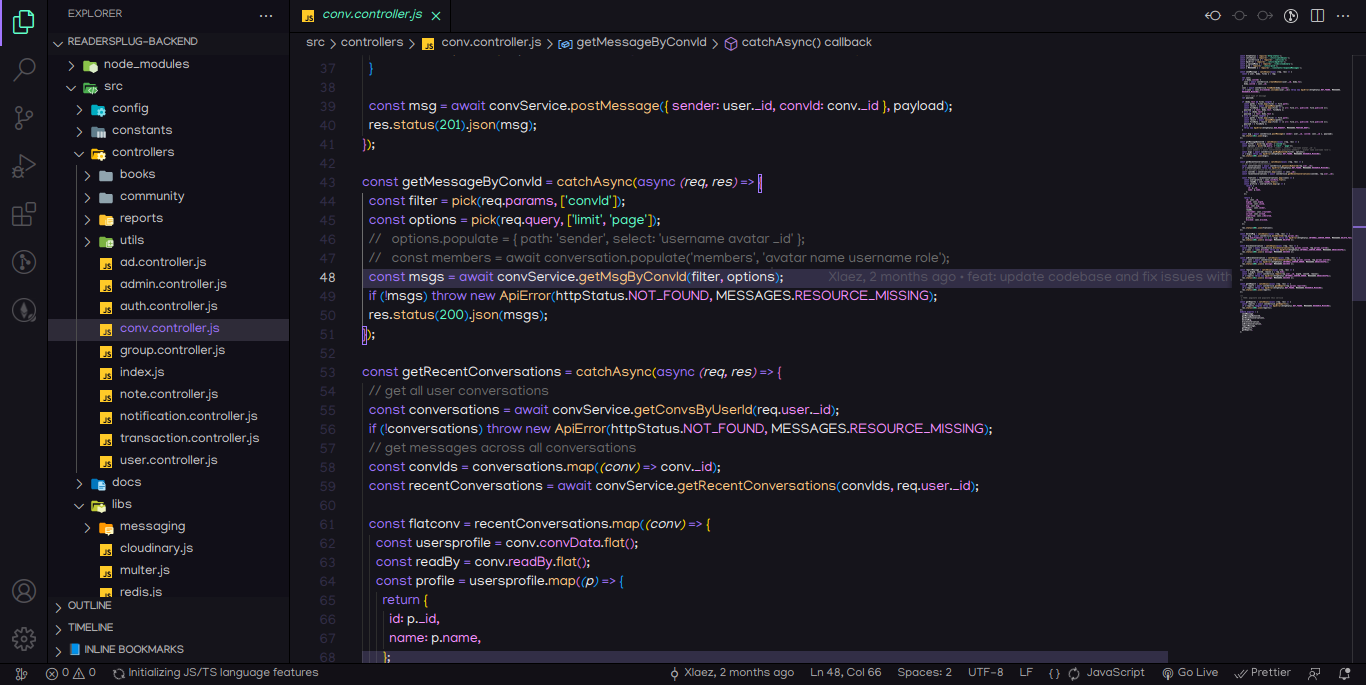 EXPLORER
READERSPLUG-BACKEND
node_modules
src
config
constants
controllers
books
community
reports
utils
ad.controller.js
admin.controller.js
auth.controller.js
conv.controller.js
group.controller.js
index.js
note.controller.js
notification.controller.js
transaction.controller.js
user.controller.js
docs
libs
messaging
cloudinary.js
multer.js
redis.js
OUTLINE
TIMELINE
INLINE BOOKMARKS
JS conv.controller.js
src > controllers > JS conv.controller.js > getMessageByConvId > catchAsync() callback
37 }
38
39 const msg = await convService.postMessage({ sender: user._id, convId: conv._id }, payload);
40 res.status(201).json(msg);
41 });
42
43 const getMessageByConvId = catchAsync(async (req, res) => {
44 const filter = pick(req.params, ['convId']);
45 const options = pick(req.query, ['limit', 'page']);
46 // options.populate = { path: 'sender', select: 'username avatar _id' };
47 // const members = await conversation.populate('members', 'avatar name username role');
48 const msgs = await convService.getMsgByConvId(filter, options); Xlaez, 2 months ago • feat: update codebase and fix issues with
49 if (!msgs) throw new ApiError(httpStatus.NOT_FOUND, MESSAGES.RESOURCE_MISSING);
50 res.status(200).json(msgs);
51 });
52
53 const getRecentConversations = catchAsync(async (req, res) => {
54 // get all user conversations
55 const conversations = await convService.getConvsByUserId(req.user._id);
56 if (!conversations) throw new ApiError(httpStatus.NOT_FOUND, MESSAGES.RESOURCE_MISSING);
57 // get messages across all conversations
58 const convIds = conversations.map((conv) => conv._id);
59 const recentConversations = await convService.getRecentConversations(convIds, req.user._id);
60
61 const flatconv = recentConversations.map((conv) => {
62 const usersprofile = conv.convData.flat();
63 const readBy = conv.readBy.flat();
64 const profile = usersprofile.map((p) => {
65 return {
66 id: p._id,
67 name: p.name,
68 };
0 0 Initializing JS/TS language features Xlaez, 2 months ago Ln 48, Col 66 Spaces: 2 UTF-8 LF {} JavaScript Go Live Prettier